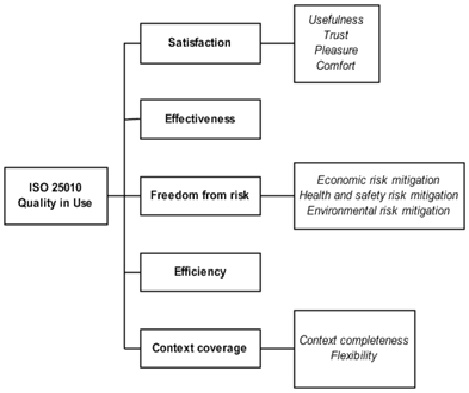 Satisfaction
Usefulness
Trust
Pleasure
Comfort
Effectiveness
ISO 25010
Quality in Use
Freedom from risk
Economic risk mitigation
Health and safety risk mitigation
Environmental risk mitigation
Efficiency
Context coverage
Context completeness
Flexibility